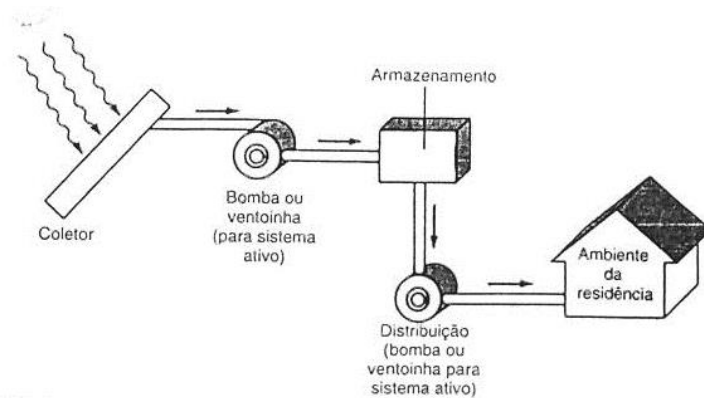 Armazenamento
Bomba ou
ventoinha
(para sistema
ativo)
Coletor
Ambiente
da
residência
Distribuição
(bomba ou
ventoinha para
sistema ativo)